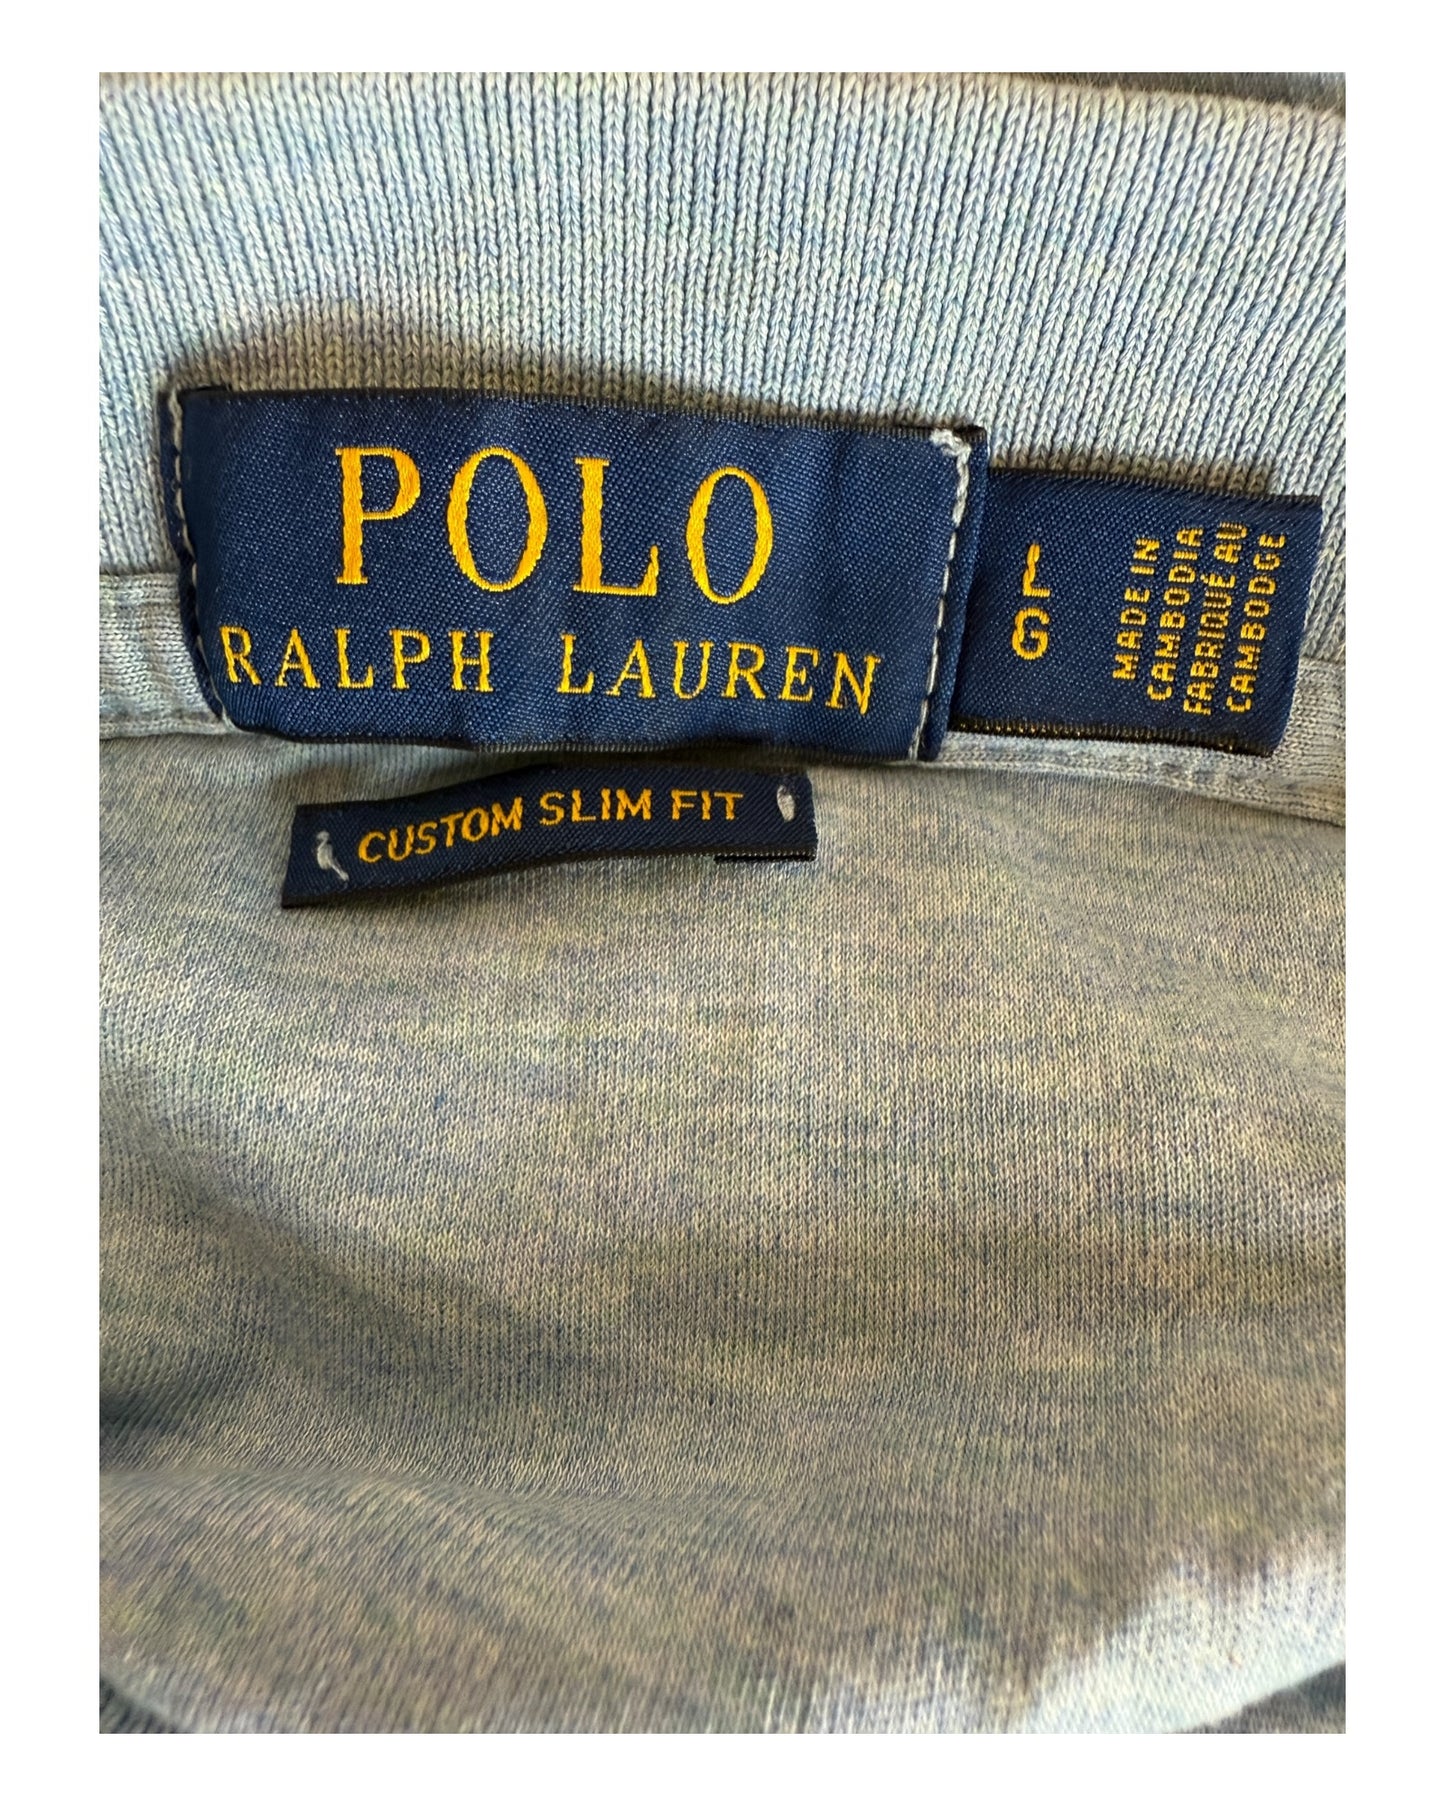 POLO
RALPH LAUREN
L
G
MADE IN
CAMBODIA
FABRIQUÉ AU
CAMBODGE
CUSTOM SLIM FIT